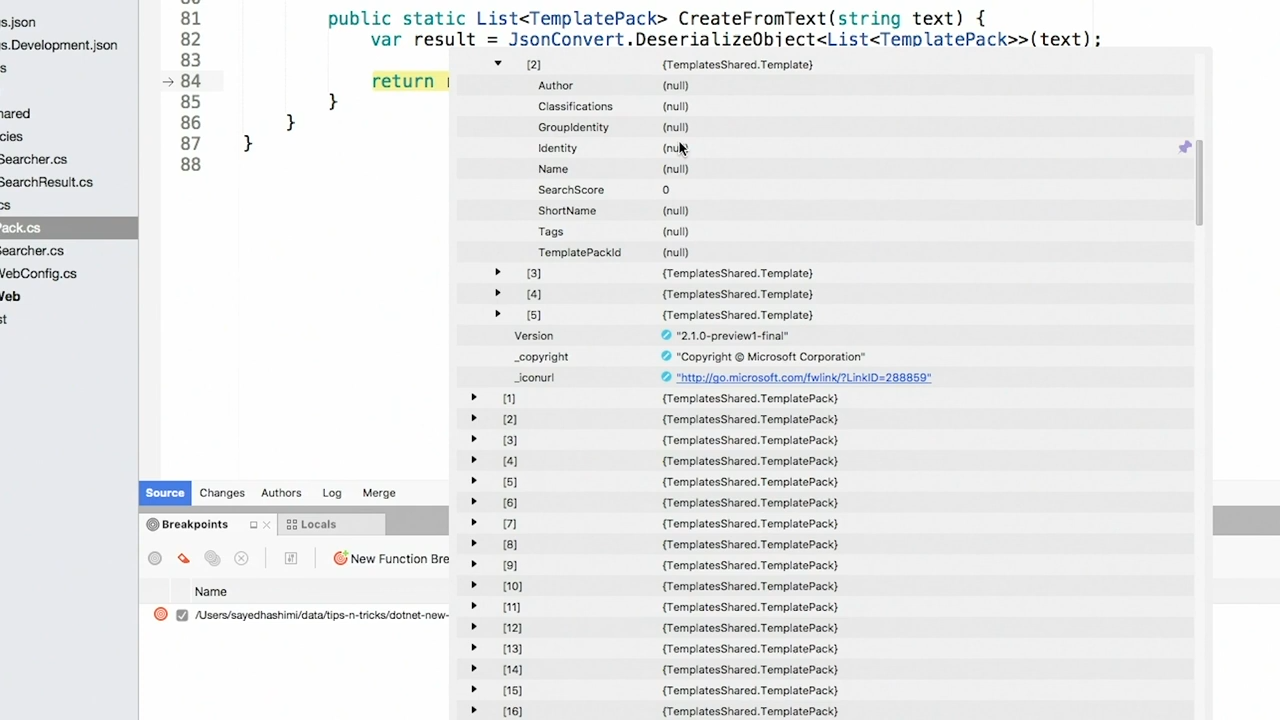 s.json
s.Development.json
s
hared
cies
Searcher.cs
SearchResult.cs
cs
Pack.cs
Searcher.cs
WebConfig.cs
Web
st
81 public static List<TemplatePack> CreateFromText(string text) {
82 var result = JsonConvert.DeserializeObject<List<TemplatePack>>(text);
83
84 return
85 }
86 }
87 }
88
[2] {TemplatesShared.Template}
Author (null)
Classifications (null)
GroupIdentity (null)
Identity (null)
Name (null)
SearchScore 0
ShortName (null)
Tags (null)
TemplatePackId (null)
[3] {TemplatesShared.Template}
[4] {TemplatesShared.Template}
[5] {TemplatesShared.Template}
Version "2.1.0-preview1-final"
_copyright "Copyright © Microsoft Corporation"
_iconurl "http://go.microsoft.com/fwlink/?LinkID=288859"
[1] {TemplatesShared.TemplatePack}
[2] {TemplatesShared.TemplatePack}
[3] {TemplatesShared.TemplatePack}
[4] {TemplatesShared.TemplatePack}
[5] {TemplatesShared.TemplatePack}
[6] {TemplatesShared.TemplatePack}
[7] {TemplatesShared.TemplatePack}
[8] {TemplatesShared.TemplatePack}
[9] {TemplatesShared.TemplatePack}
[10] {TemplatesShared.TemplatePack}
[11] {TemplatesShared.TemplatePack}
[12] {TemplatesShared.TemplatePack}
[13] {TemplatesShared.TemplatePack}
[14] {TemplatesShared.TemplatePack}
[15] {TemplatesShared.TemplatePack}
[16] {TemplatesShared.TemplatePack}
Source Changes Authors Log Merge
Breakpoints Locals
New Function Bre
Name
/Users/sayedhashimi/data/tips-n-tricks/dotnet-new-